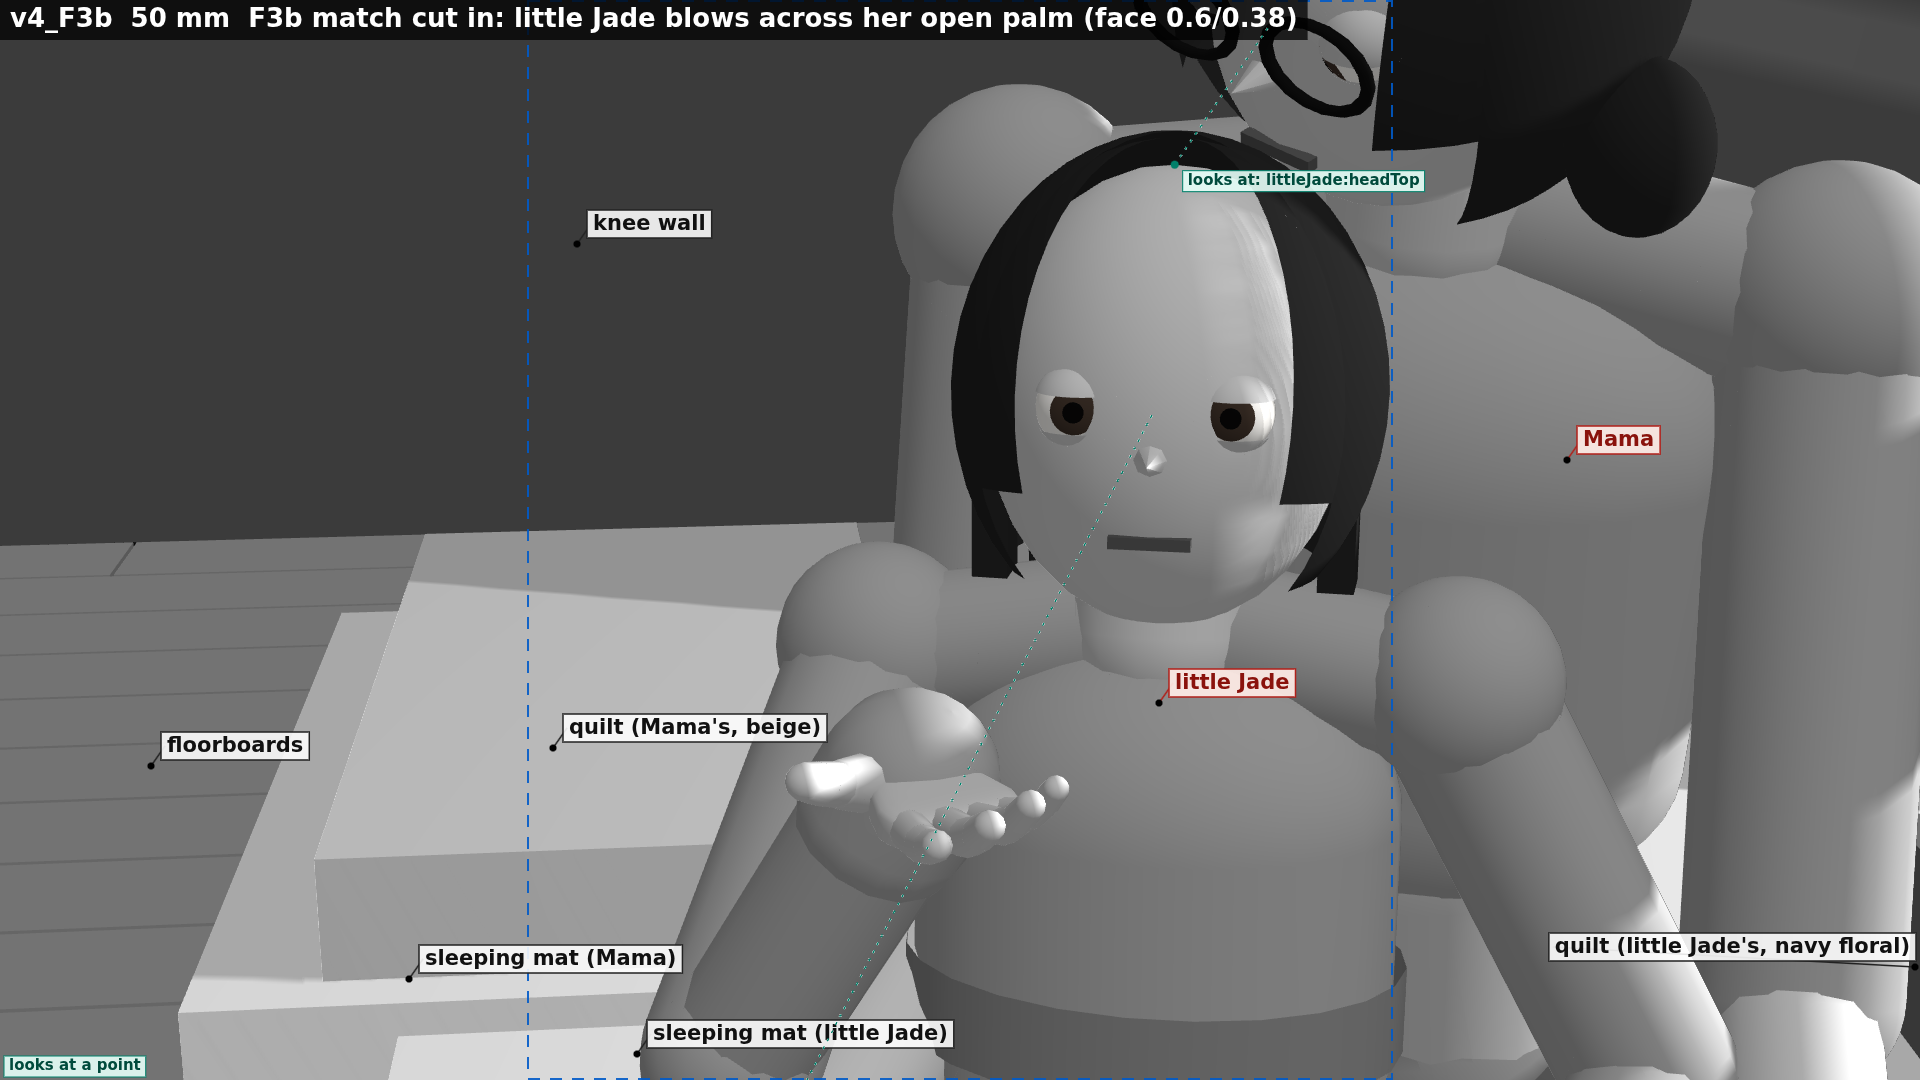 v4_F3b  50 mm  F3b match cut in: little Jade blows across her open palm (face 0.6/0.38)
looks at: littleJade:headTop
knee wall
Mama
little Jade
quilt (Mama's, beige)
floorboards
quilt (little Jade's, navy floral)
sleeping mat (Mama)
sleeping mat (little Jade)
looks at a point